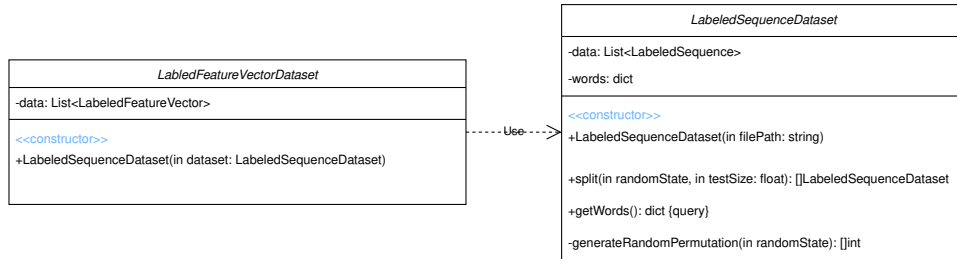 LabledFeatureVectorDataset
-data: List<LabeledFeatureVector>
<<constructor>>
+LabeledSequenceDataset(in dataset: LabeledSequenceDataset)
Use
LabeledSequenceDataset
-data: List<LabeledSequence>
-words: dict
<<constructor>>
+LabeledSequenceDataset(in filePath: string)
+split(in randomState, in testSize: float): []LabeledSequenceDataset
+getWords(): dict {query}
-generateRandomPermutation(in randomState): []int